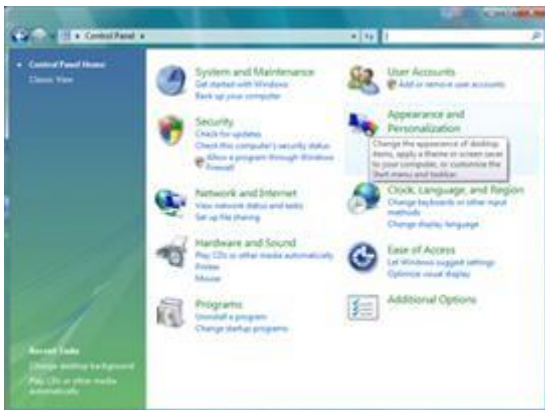 Control Panel
Control Panel Home
Classic View
System and Maintenance
Get started with Windows
Back up your computer
Security
Check for updates
Check this computer's security status
Allow a program through Windows
Firewall
Network and Internet
View network status and tasks
Set up file sharing
Hardware and Sound
Play CDs or other media automatically
Printer
Mouse
Programs
Uninstall a program
Change startup programs
User Accounts
Add or remove user accounts
Appearance and
Personalization
Change the appearance of desktop
items, apply a theme or screen saver
to your computer, or customize the
Start menu and taskbar.
Clock, Language, and Region
Change keyboards or other input
methods
Change display language
Ease of Access
Let Windows suggest settings
Optimize visual display
Additional Options
Recent Tasks
Change desktop background
Play CDs or other media
automatically